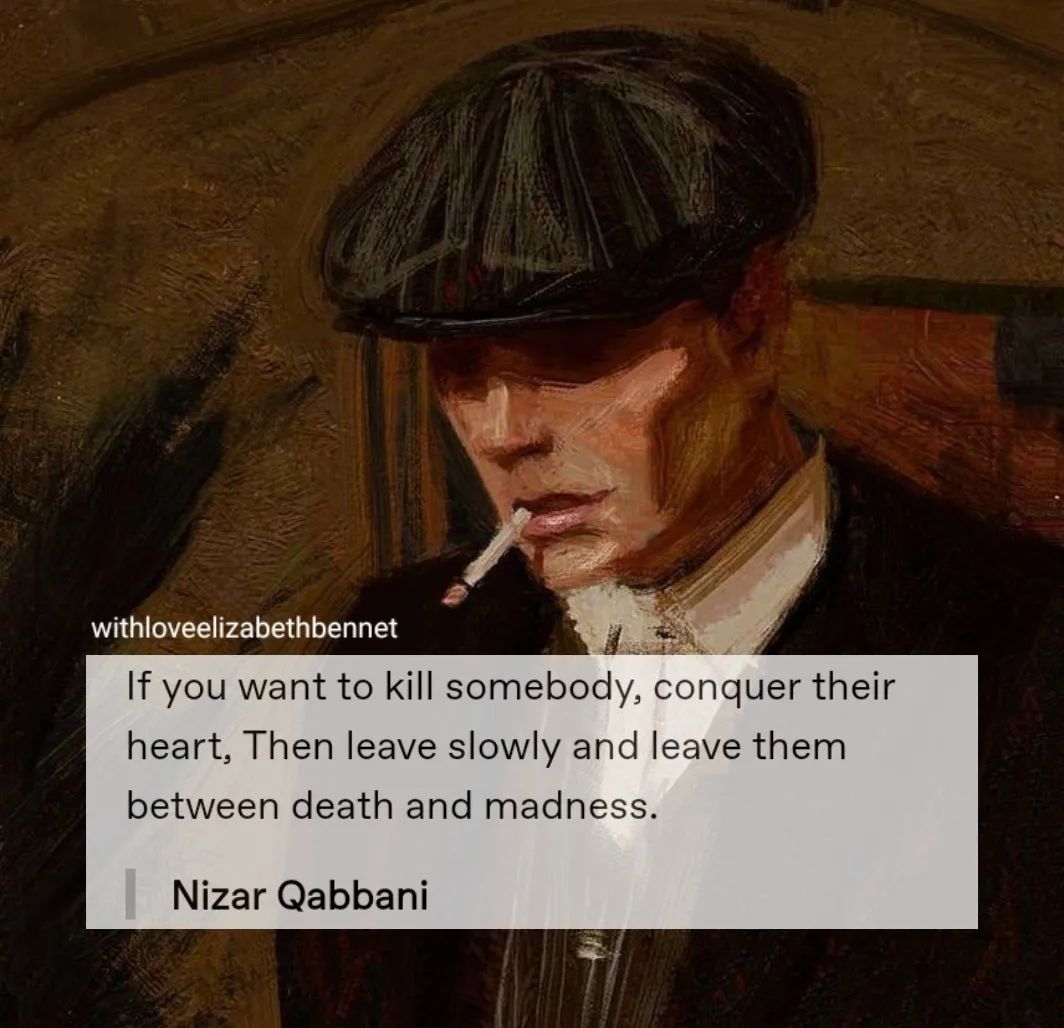 withloveelizabethbennet
If you want to kill somebody, conquer their
heart, Then leave slowly and leave them
between death and madness.
Nizar Qabbani